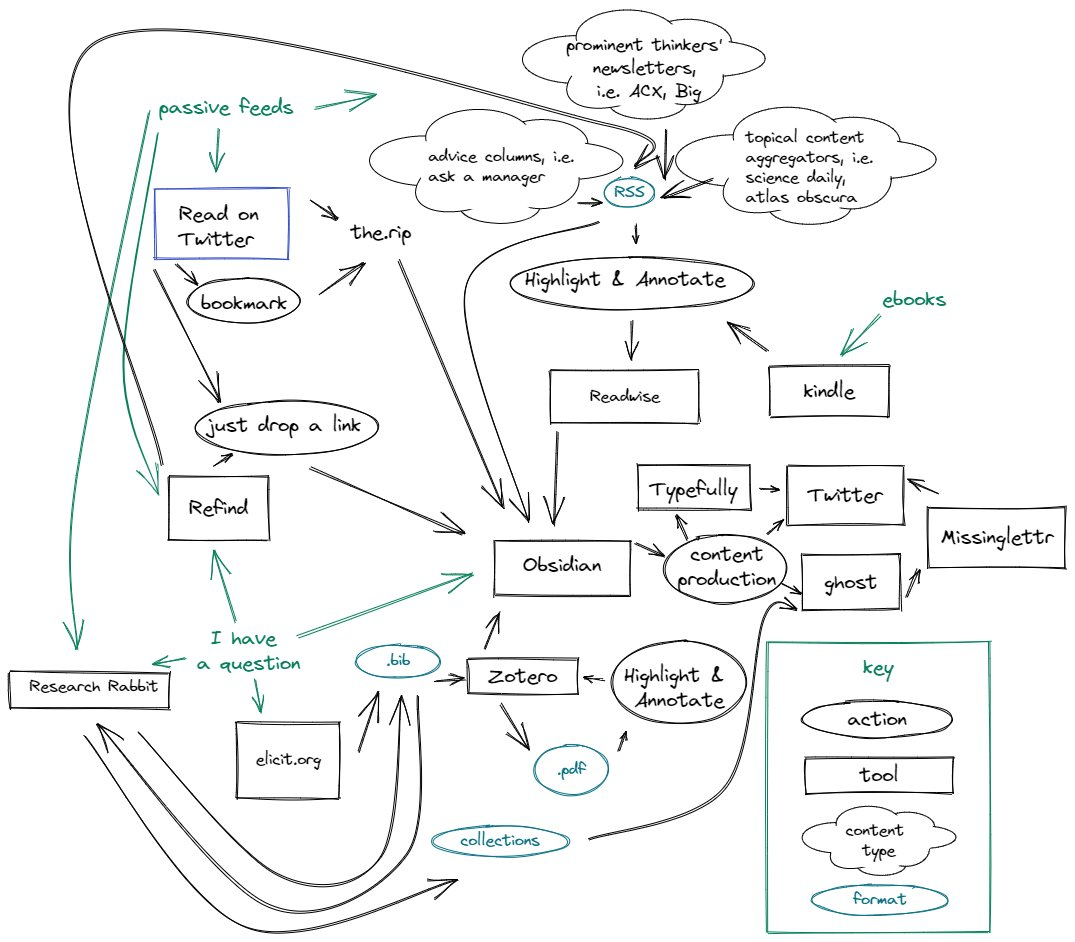 prominent thinkers'
newsletters,
i.e. ACX, Big
passive feeds
advice columns, i.e.
ask a manager
topical content
aggregators, i.e.
science daily,
atlas obscura
RSS
Read on
Twitter
the.rip
bookmark
Highlight & Annotate
ebooks
Readwise
kindle
just drop a link
Refind
Typefully
Twitter
Missinglettr
Obsidian
content
production
ghost
I have
a question
.bib
Zotero
Highlight &
Annotate
Research Rabbit
elicit.org
.pdf
collections
key
action
tool
content
type
format